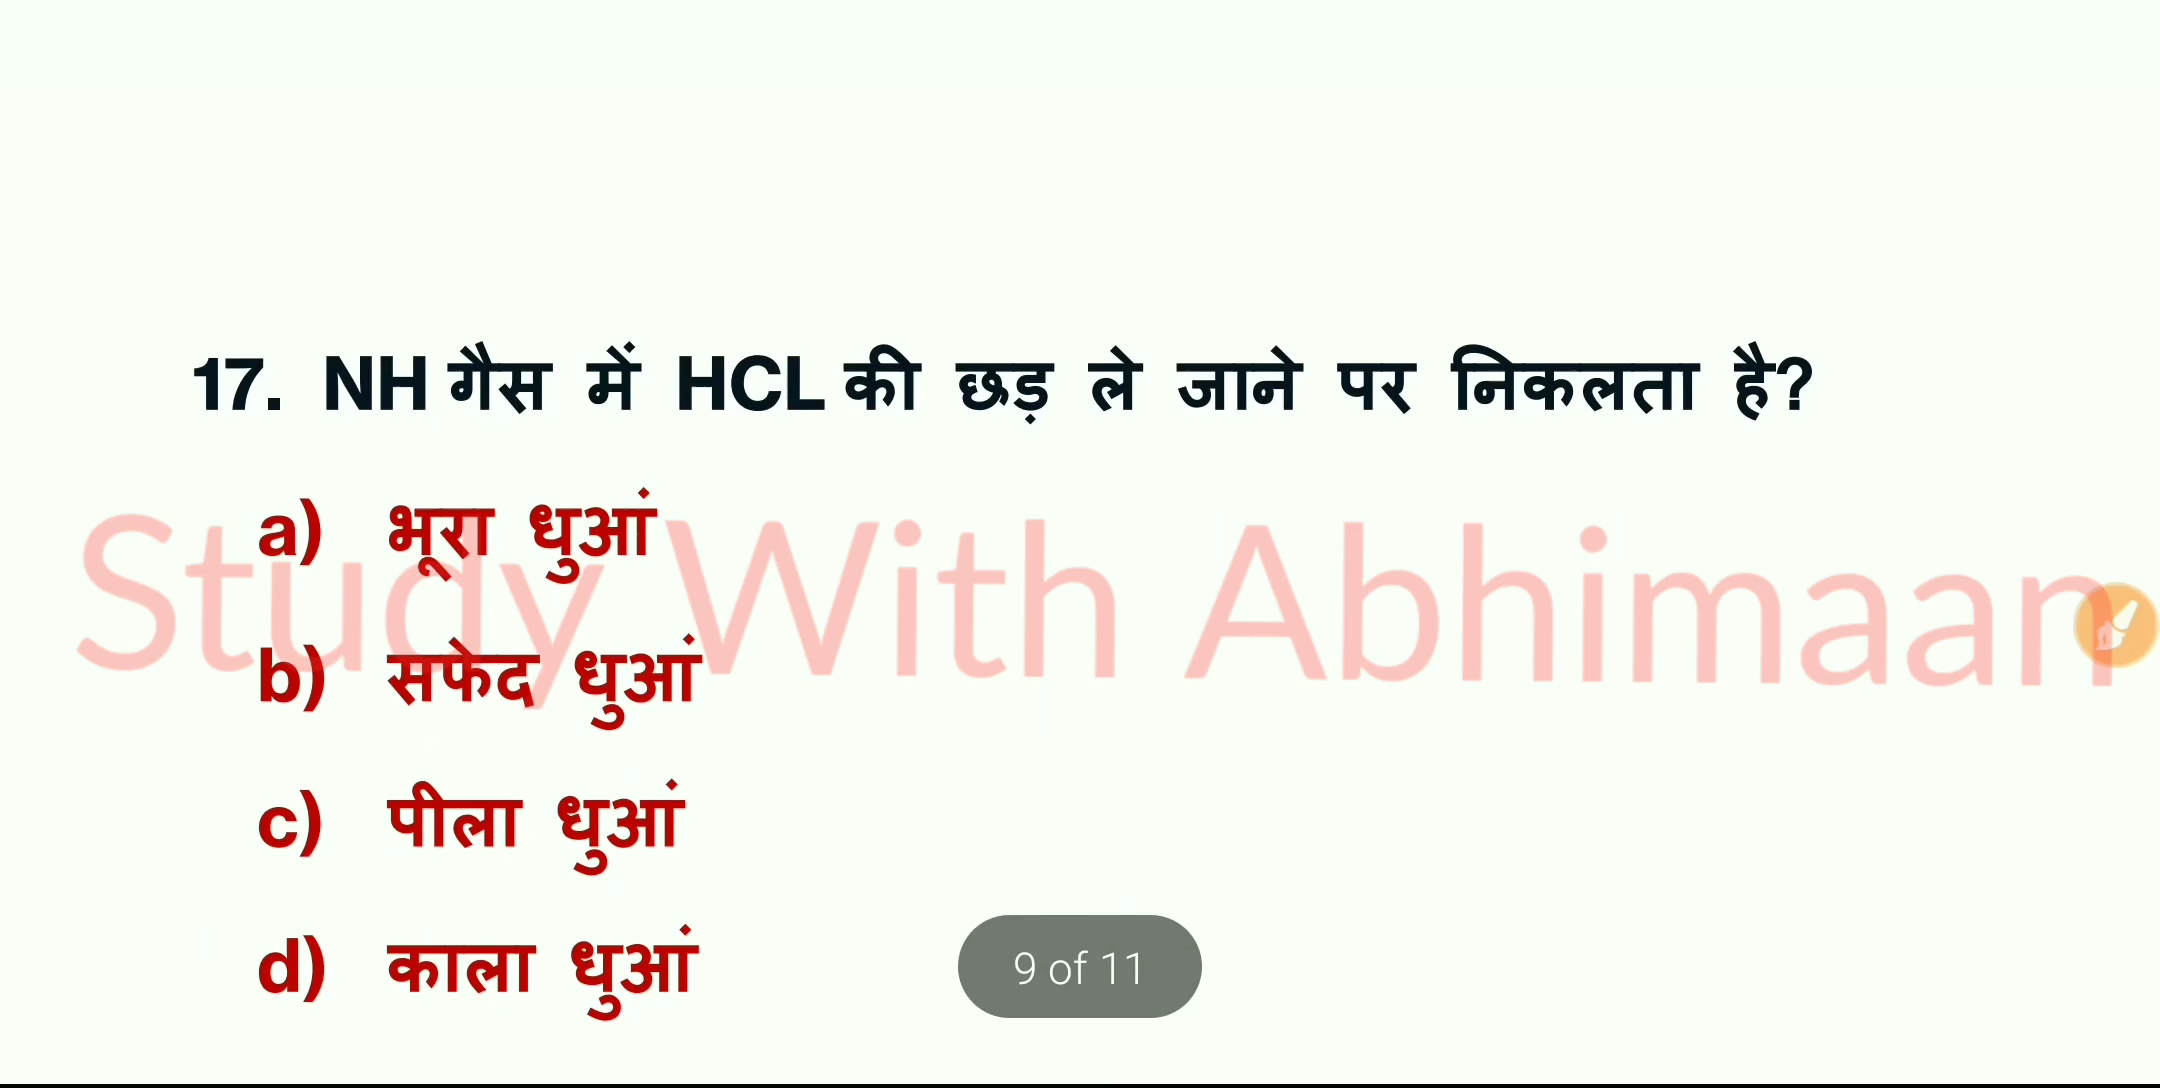 17. NH गैस में HCL की छड़ ले जाने पर निकलता है?
a) भूरा धुआं
Study With Abhimaan
b) सफेद धुआं
c) पीला धुआं
d) काला धुआं
9 of 11